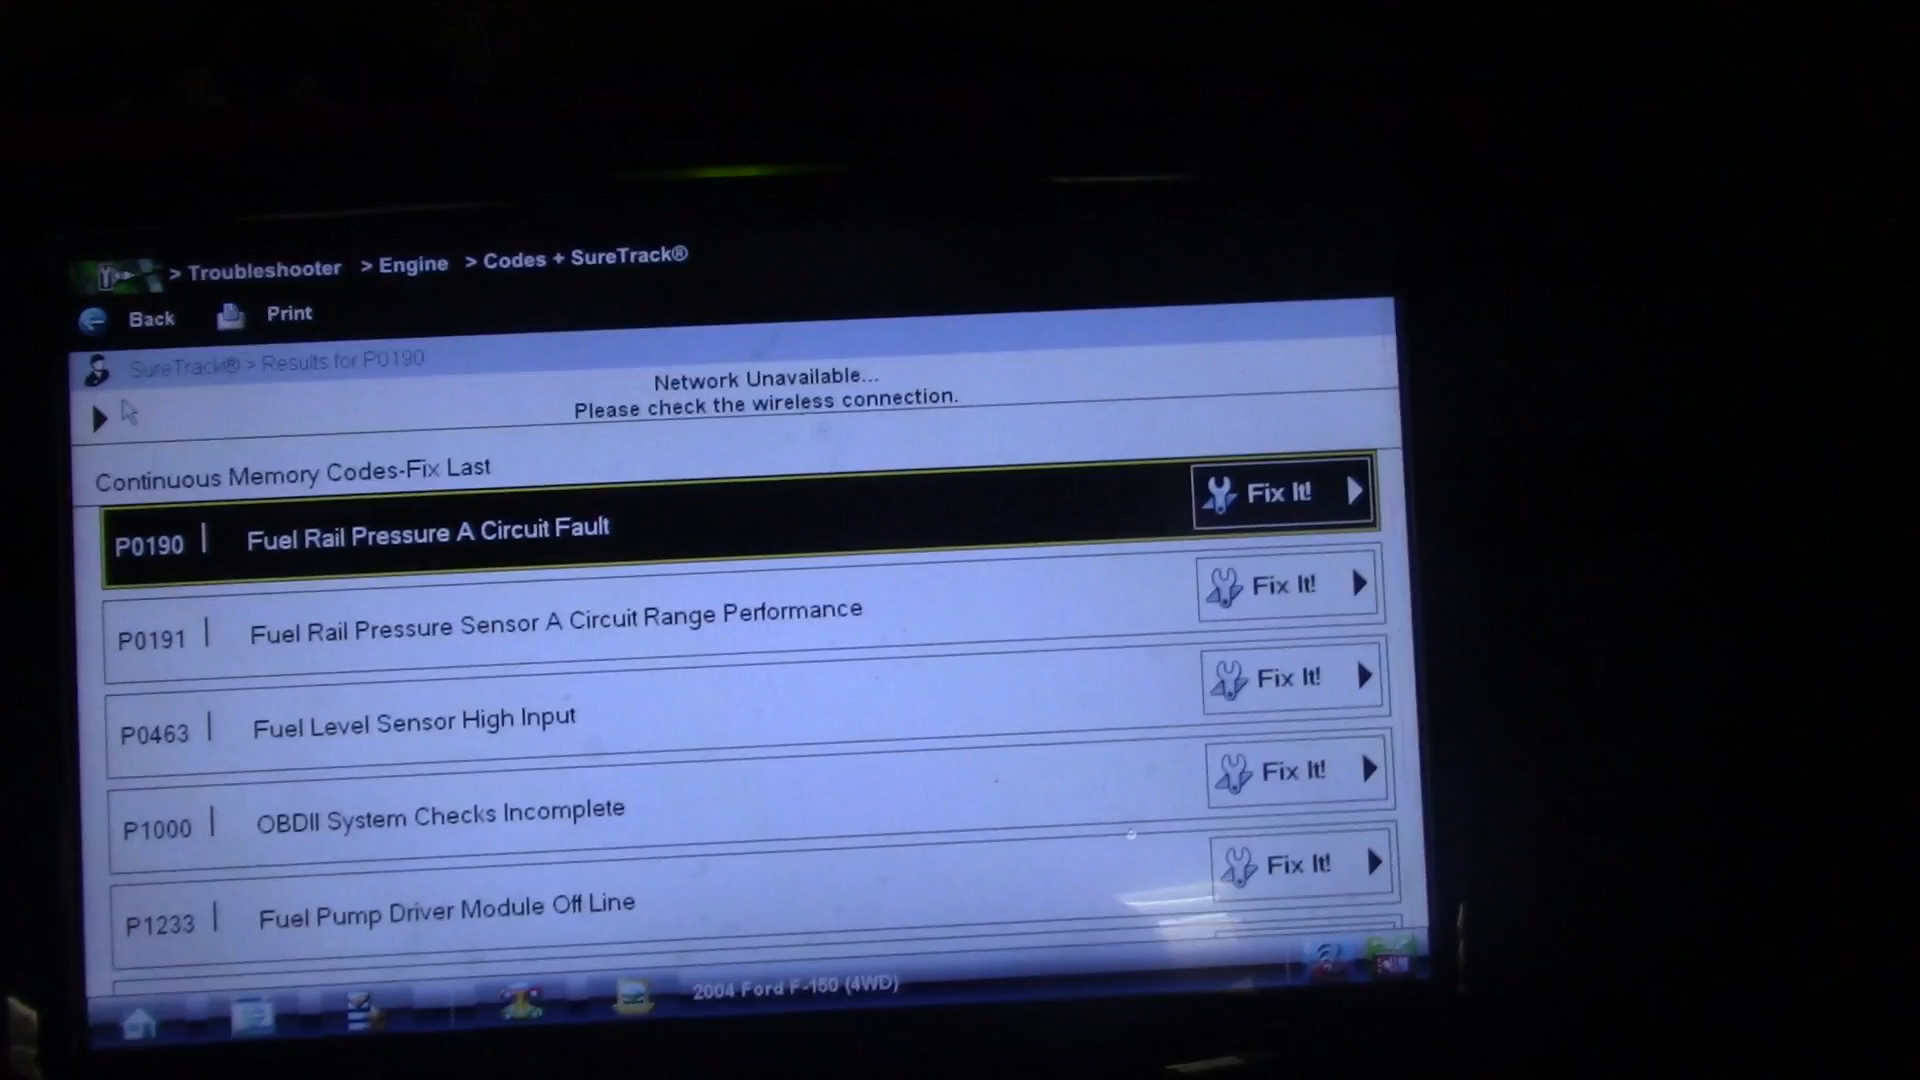 > Troubleshooter > Engine > Codes + SureTrack®
Back Print
SureTrack® > Results for P0190
Network Unavailable...
Please check the wireless connection.
Continuous Memory Codes-Fix Last
P0190 | Fuel Rail Pressure A Circuit Fault Fix It!
P0191 | Fuel Rail Pressure Sensor A Circuit Range Performance Fix It!
P0463 | Fuel Level Sensor High Input Fix It!
P1000 | OBDII System Checks Incomplete Fix It!
P1233 | Fuel Pump Driver Module Off Line Fix It!
2004 Ford F-150 (4WD)